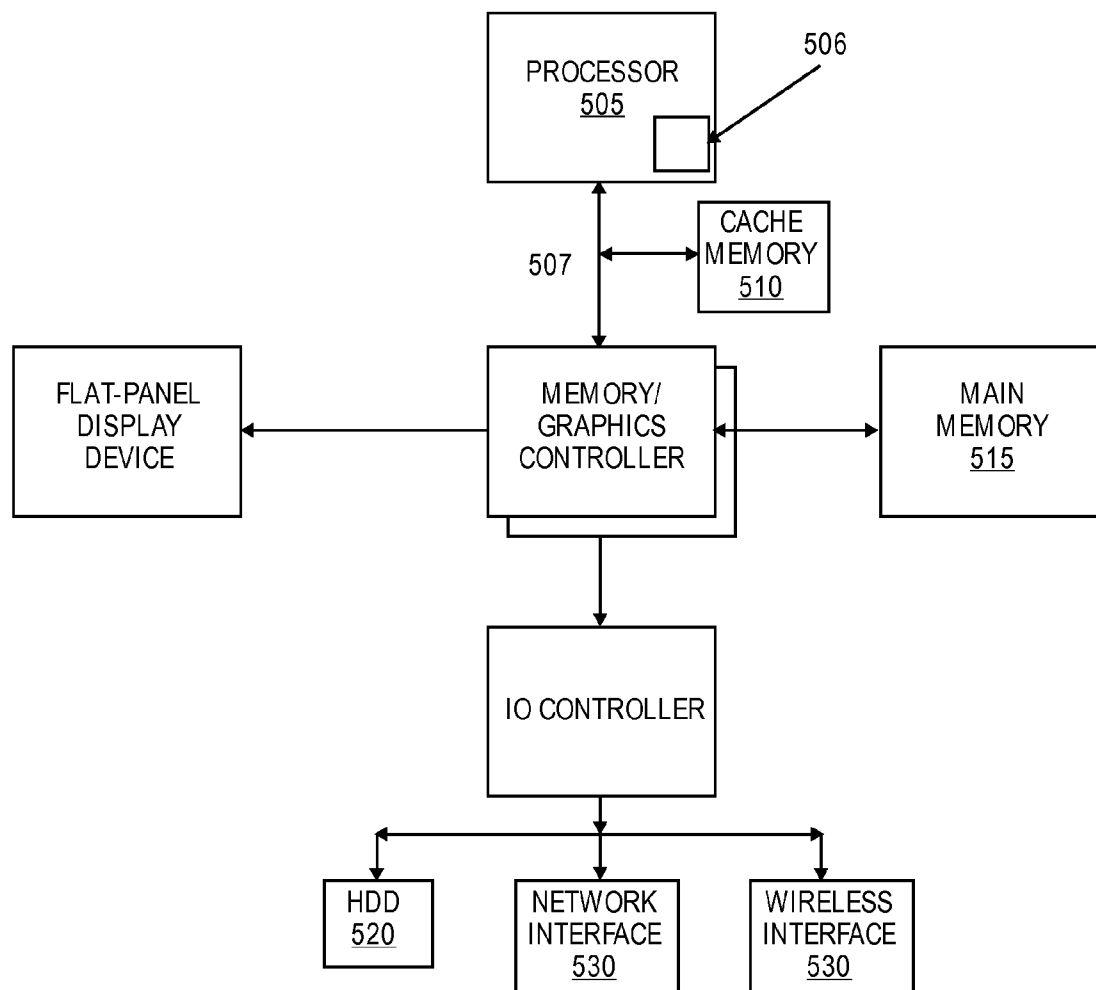 506
PROCESSOR
505
CACHE
MEMORY
510
507
FLAT-PANEL
DISPLAY
DEVICE
MEMORY/
GRAPHICS
CONTROLLER
MAIN
MEMORY
515
IO CONTROLLER
HDD
520
NETWORK
INTERFACE
530
WIRELESS
INTERFACE
530